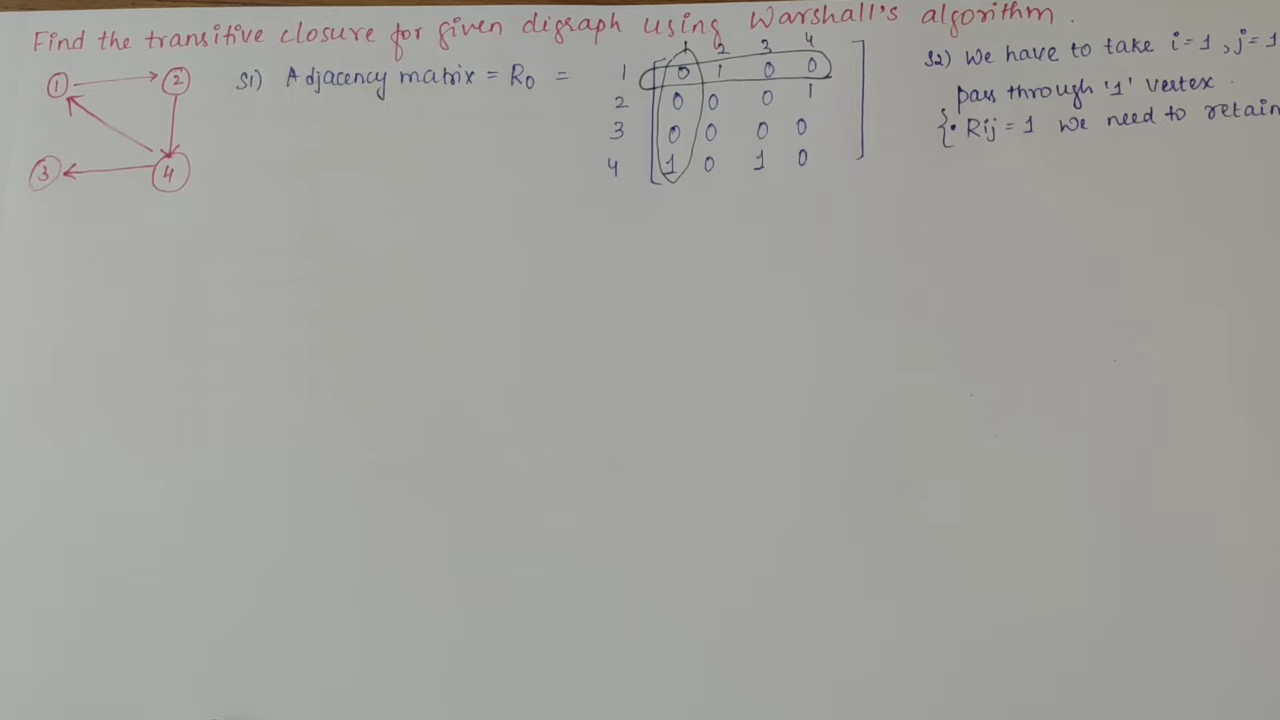 Find the transitive closure for given digraph using Warshall's algorithm.
1 2
3 4
S1) Adjacency matrix = R0 =
1 2 3 4
1 0 1 0 0
2 0 0 0 1
3 0 0 0 0
4 1 0 1 0
S2) We have to take i=1, j=1
pass through '1' vertex.
{• Rij = 1 We need to retain